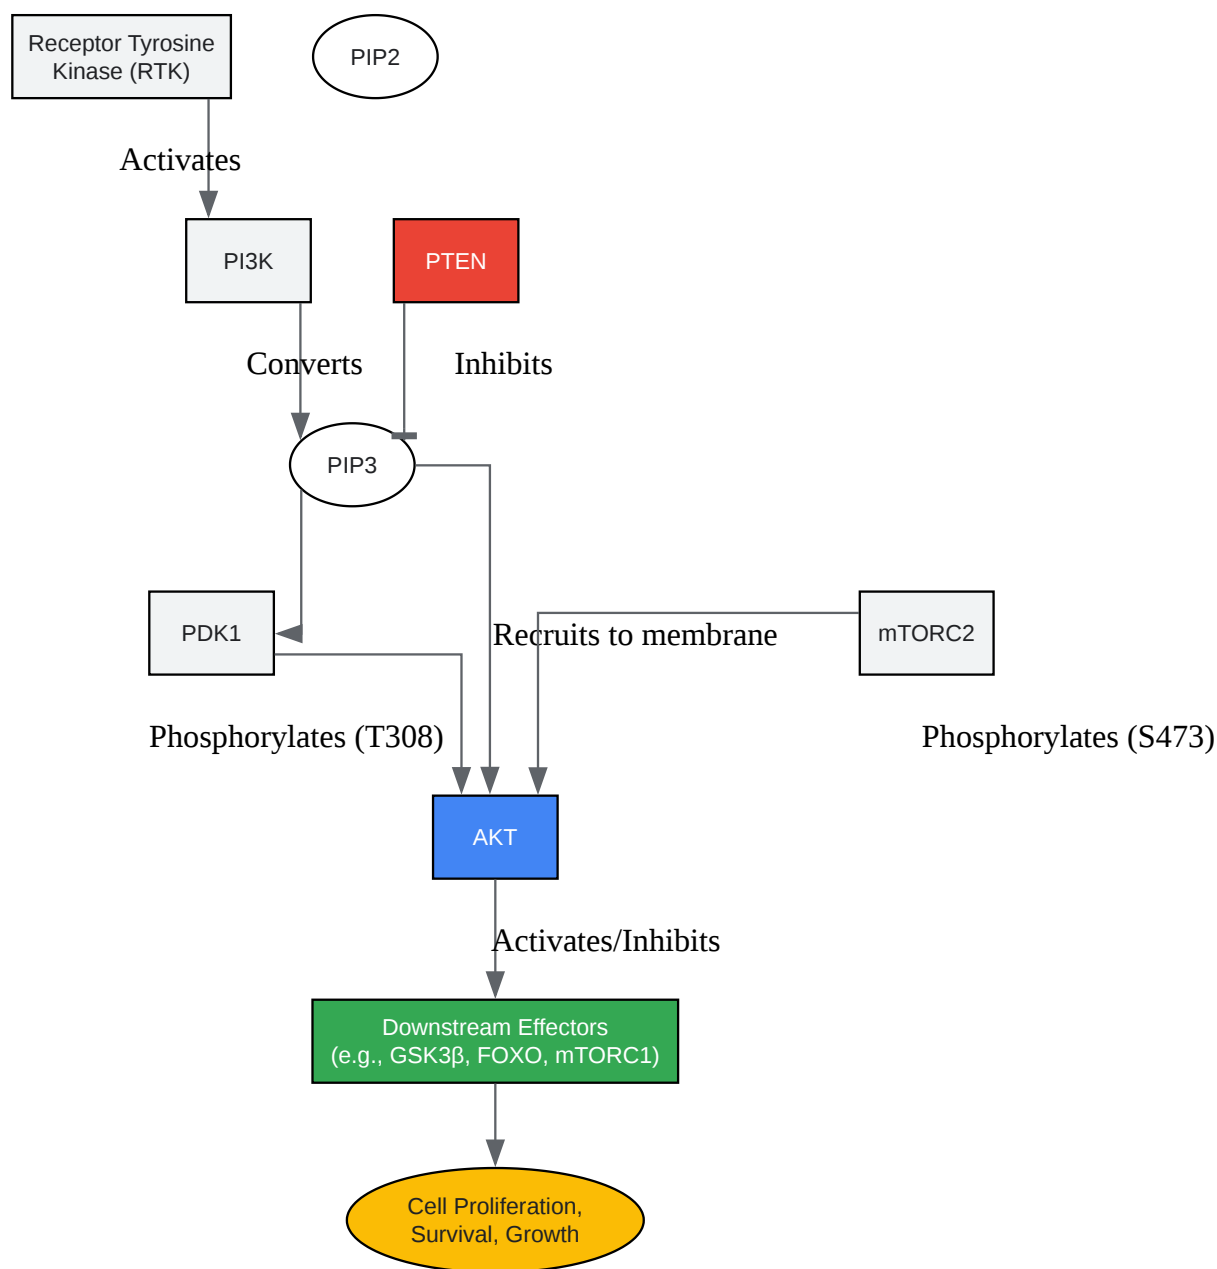 Receptor Tyrosine
Kinase (RTK)
PIP2
Activates
PI3K
PTEN
Converts
Inhibits
PIP3
PDK1
Recruits to membrane
mTORC2
Phosphorylates (T308)
Phosphorylates (S473)
AKT
Activates/Inhibits
Downstream Effectors
(e.g., GSK3β, FOXO, mTORC1)
Cell Proliferation,
Survival, Growth